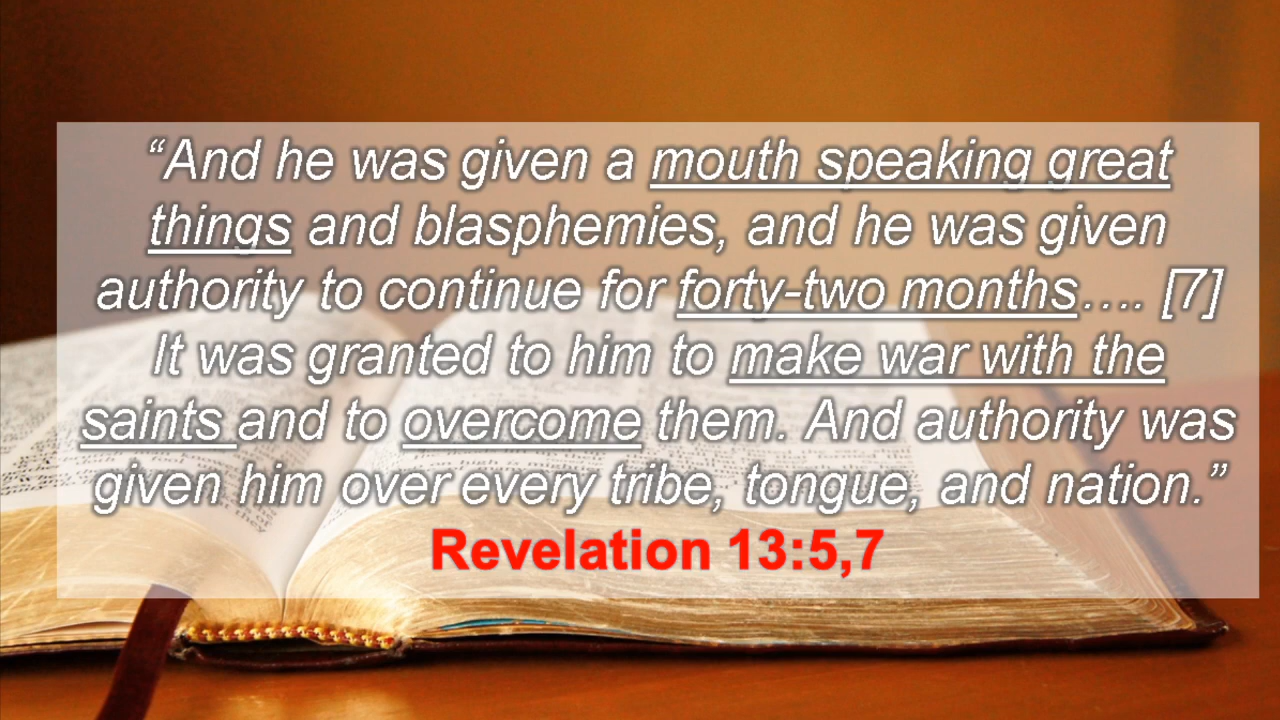 “And he was given a mouth speaking great
things and blasphemies, and he was given
authority to continue for forty-two months…. [7]
It was granted to him to make war with the
saints and to overcome them. And authority was
given him over every tribe, tongue, and nation.”
Revelation 13:5,7